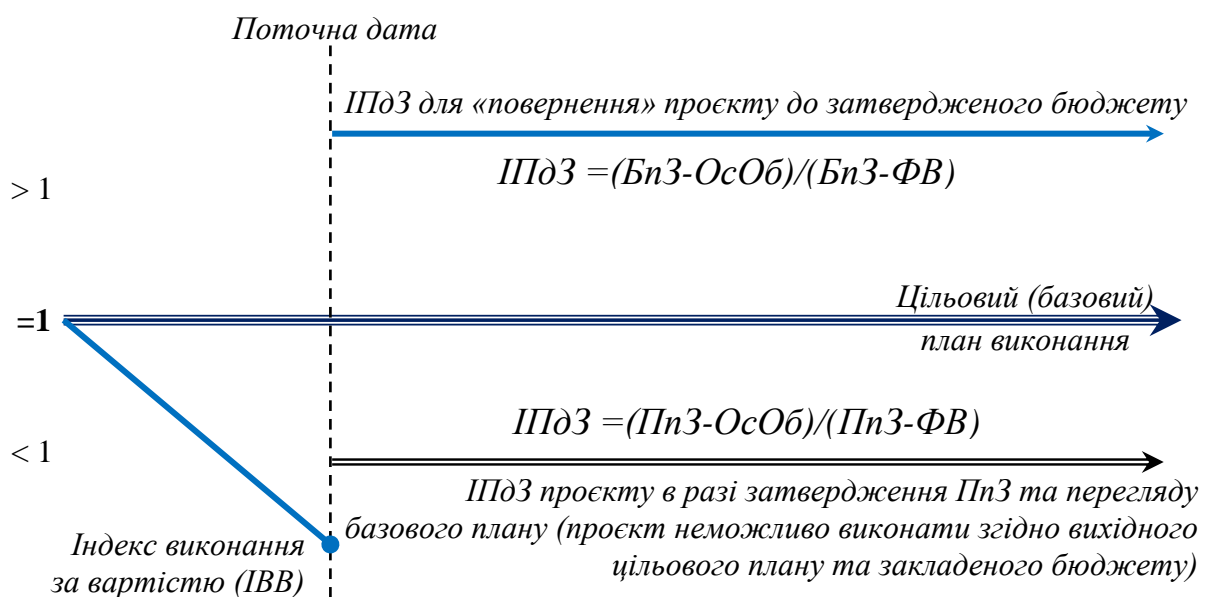 Поточна дата
ІПдЗ для «повернення» проєкту до затвердженого бюджету
ІПдЗ =(БпЗ-ОсОб)/(БпЗ-ФВ)
> 1
Цільовий (базовий)
=1
план виконання
ІПдЗ =(ПпЗ-ОсОб)/(ПпЗ-ФВ)
< 1
ІПдЗ проєкту в разі затвердження ПпЗ та перегляду
базового плану (проєкт неможливо виконати згідно вихідного
цільового плану та закладеного бюджету)
Індекс виконання
за вартістю (ІВВ)